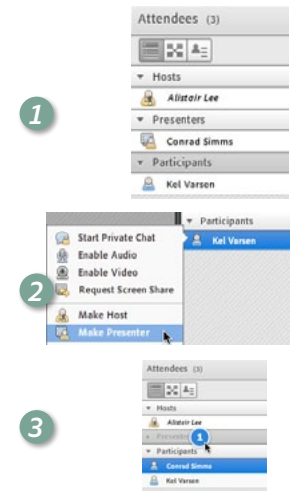 Attendees (3)
Hosts
1
Alistair Lee
Presenters
Conrad Simms
Participants
Kel Varsen
Participants
Start Private Chat
Kel Varsen
Enable Audio
Enable Video
2
Request Screen Share
Make Host
Make Presenter
Attendees (3)
Hosts
Alistair Lee
3
Presenters 1
Participants
Conrad Simms
Kel Varsen